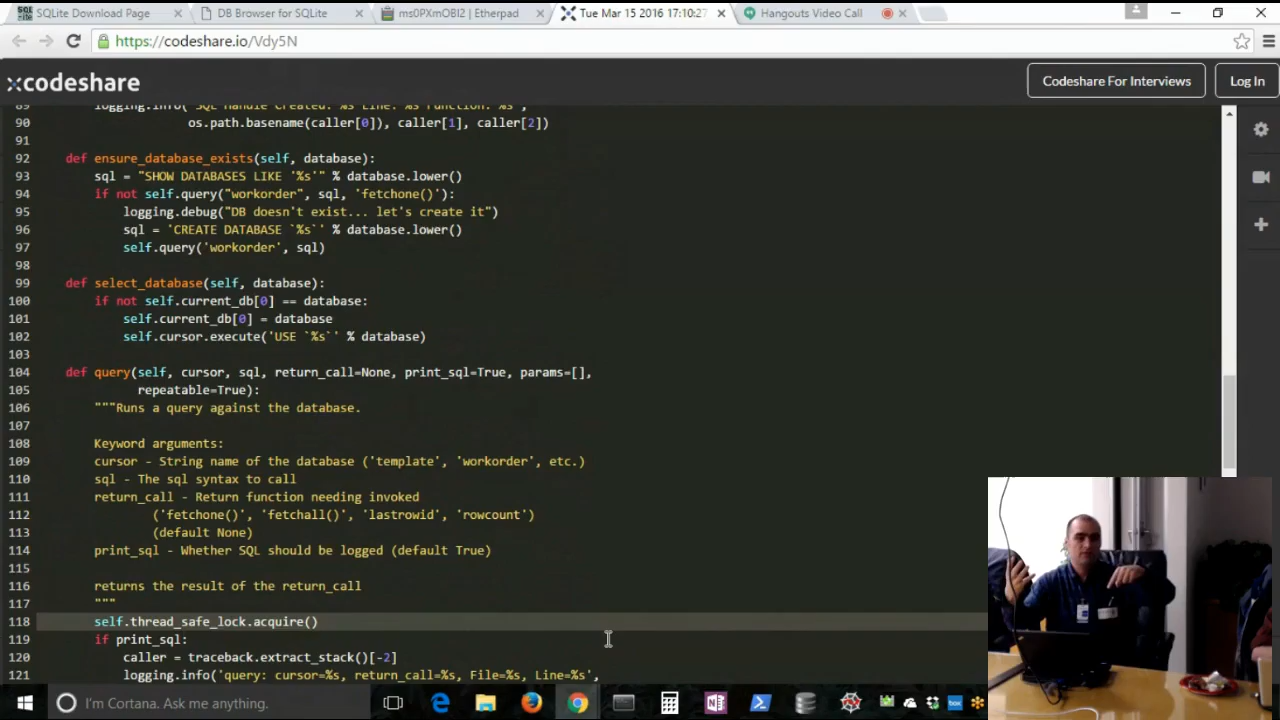 SQLite Download Page
DB Browser for SQLite
ms0PXmOBI2 | Etherpad
Tue Mar 15 2016 17:10:27
Hangouts Video Call
https://codeshare.io/Vdy5N
codeshare
Codeshare For Interviews
Log In
89 logging.info('SQL Handle Created: %s Line: %s Function: %s',
90 os.path.basename(caller[0]), caller[1], caller[2])
91
92 def ensure_database_exists(self, database):
93 sql = "SHOW DATABASES LIKE '%s'" % database.lower()
94 if not self.query("workorder", sql, 'fetchone()'):
95 logging.debug("DB doesn't exist... let's create it")
96 sql = 'CREATE DATABASE `%s`' % database.lower()
97 self.query('workorder', sql)
98
99 def select_database(self, database):
100 if not self.current_db[0] == database:
101 self.current_db[0] = database
102 self.cursor.execute('USE `%s`' % database)
103
104 def query(self, cursor, sql, return_call=None, print_sql=True, params=[],
105 repeatable=True):
106 """Runs a query against the database.
107
108 Keyword arguments:
109 cursor - String name of the database ('template', 'workorder', etc.)
110 sql - The sql syntax to call
111 return_call - Return function needing invoked
112 ('fetchone()', 'fetchall()', 'lastrowid', 'rowcount')
113 (default None)
114 print_sql - Whether SQL should be logged (default True)
115
116 returns the result of the return_call
117 """
118 self.thread_safe_lock.acquire()
119 if print_sql:
120 caller = traceback.extract_stack()[-2]
121 logging.info('query: cursor=%s, return_call=%s, File=%s, Line=%s',
I'm Cortana. Ask me anything.